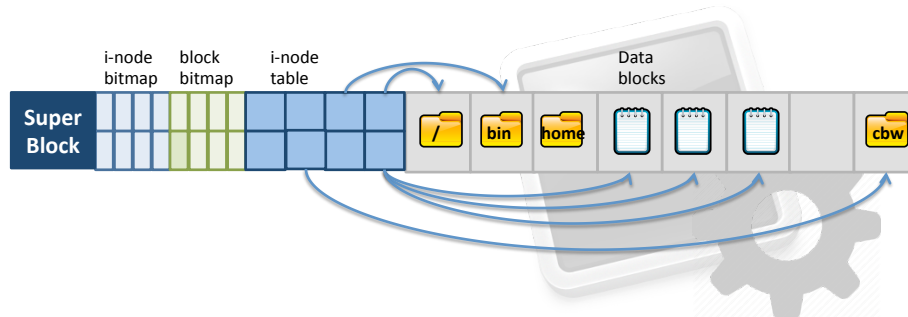 i-node
bitmap
block
bitmap
i-node
table
Data
blocks
Super
Block
/
bin
home
cbw